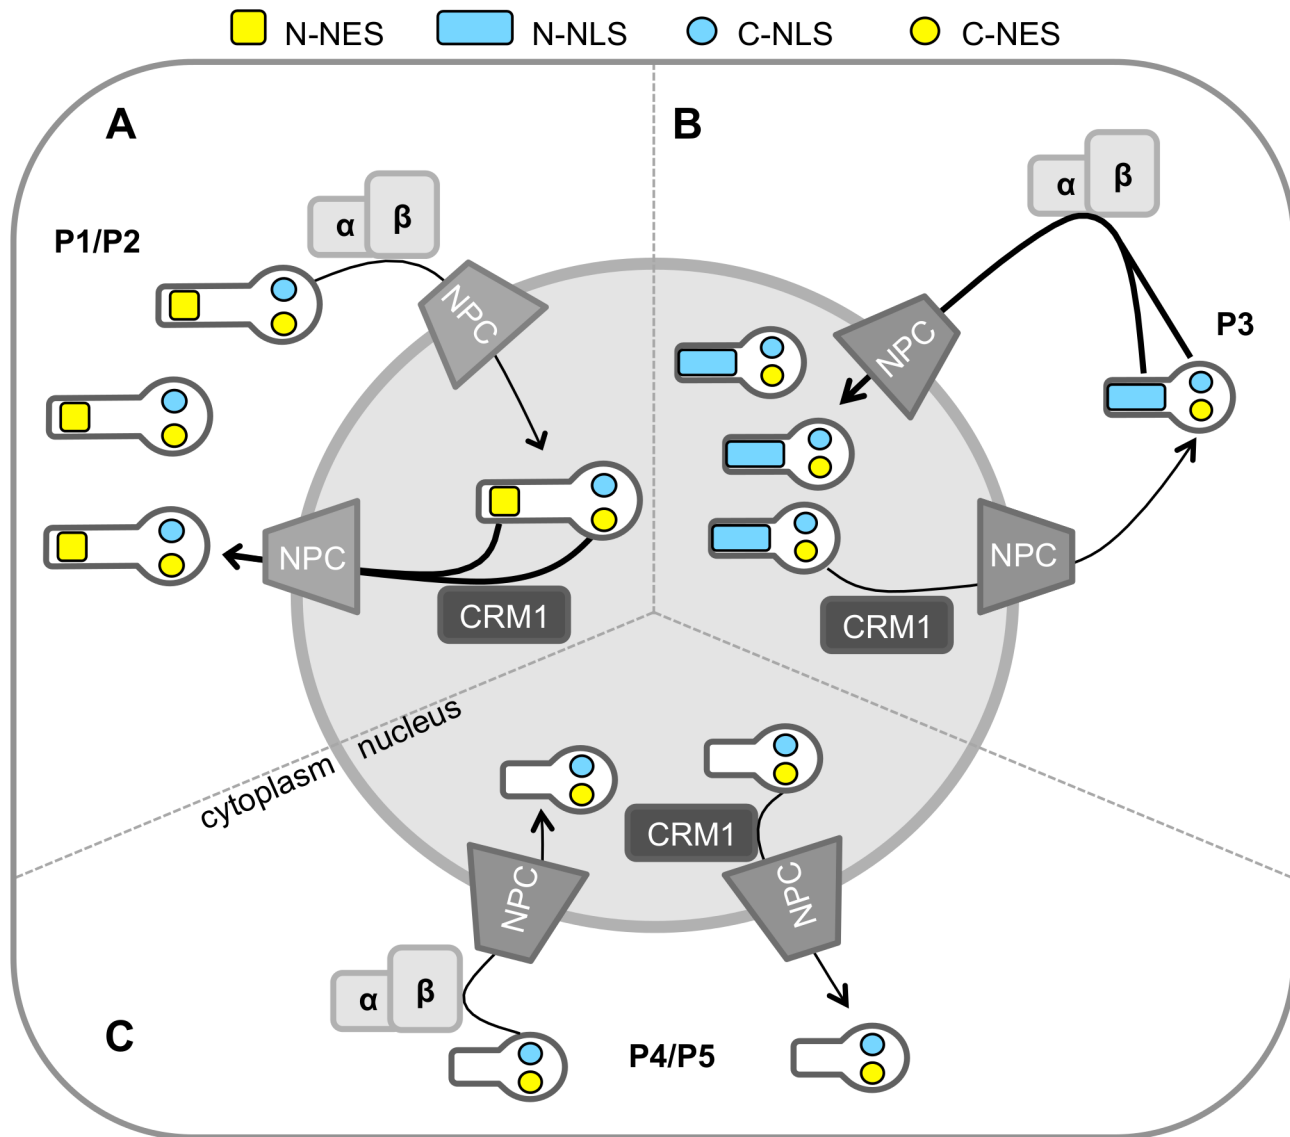 N-NES N-NLS C-NLS C-NES
A
B
α β
α β
P1/P2
NPC
NPC
P3
NPC
NPC
CRM1
CRM1
nucleus
cytoplasm
CRM1
NPC
NPC
α β
C
P4/P5